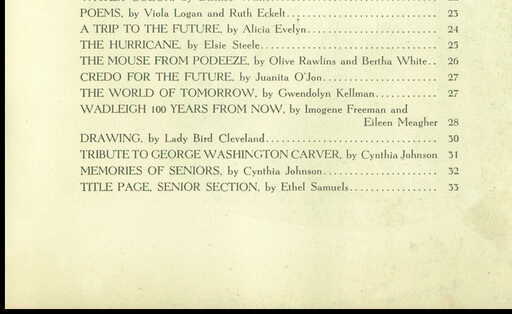 POEMS, by Viola Logan and Ruth Eckelt.............................. 23
A TRIP TO THE FUTURE, by Alicia Evelyn.......................... 24
THE HURRICANE, by Elsie Steele................................... 25
THE MOUSE FROM PODEEZE, by Olive Rawlins and Bertha White.. 26
CREDO FOR THE FUTURE, by Juanita O'Jon....................... 27
THE WORLD OF TOMORROW, by Gwendolyn Kellman............ 27
WADLEIGH 100 YEARS FROM NOW, by Imogene Freeman and
Eileen Meagher 28
DRAWING, by Lady Bird Cleveland.................................. 30
TRIBUTE TO GEORGE WASHINGTON CARVER, by Cynthia Johnson 31
MEMORIES OF SENIORS, by Cynthia Johnson....................... 32
TITLE PAGE, SENIOR SECTION, by Ethel Samuels.................. 33